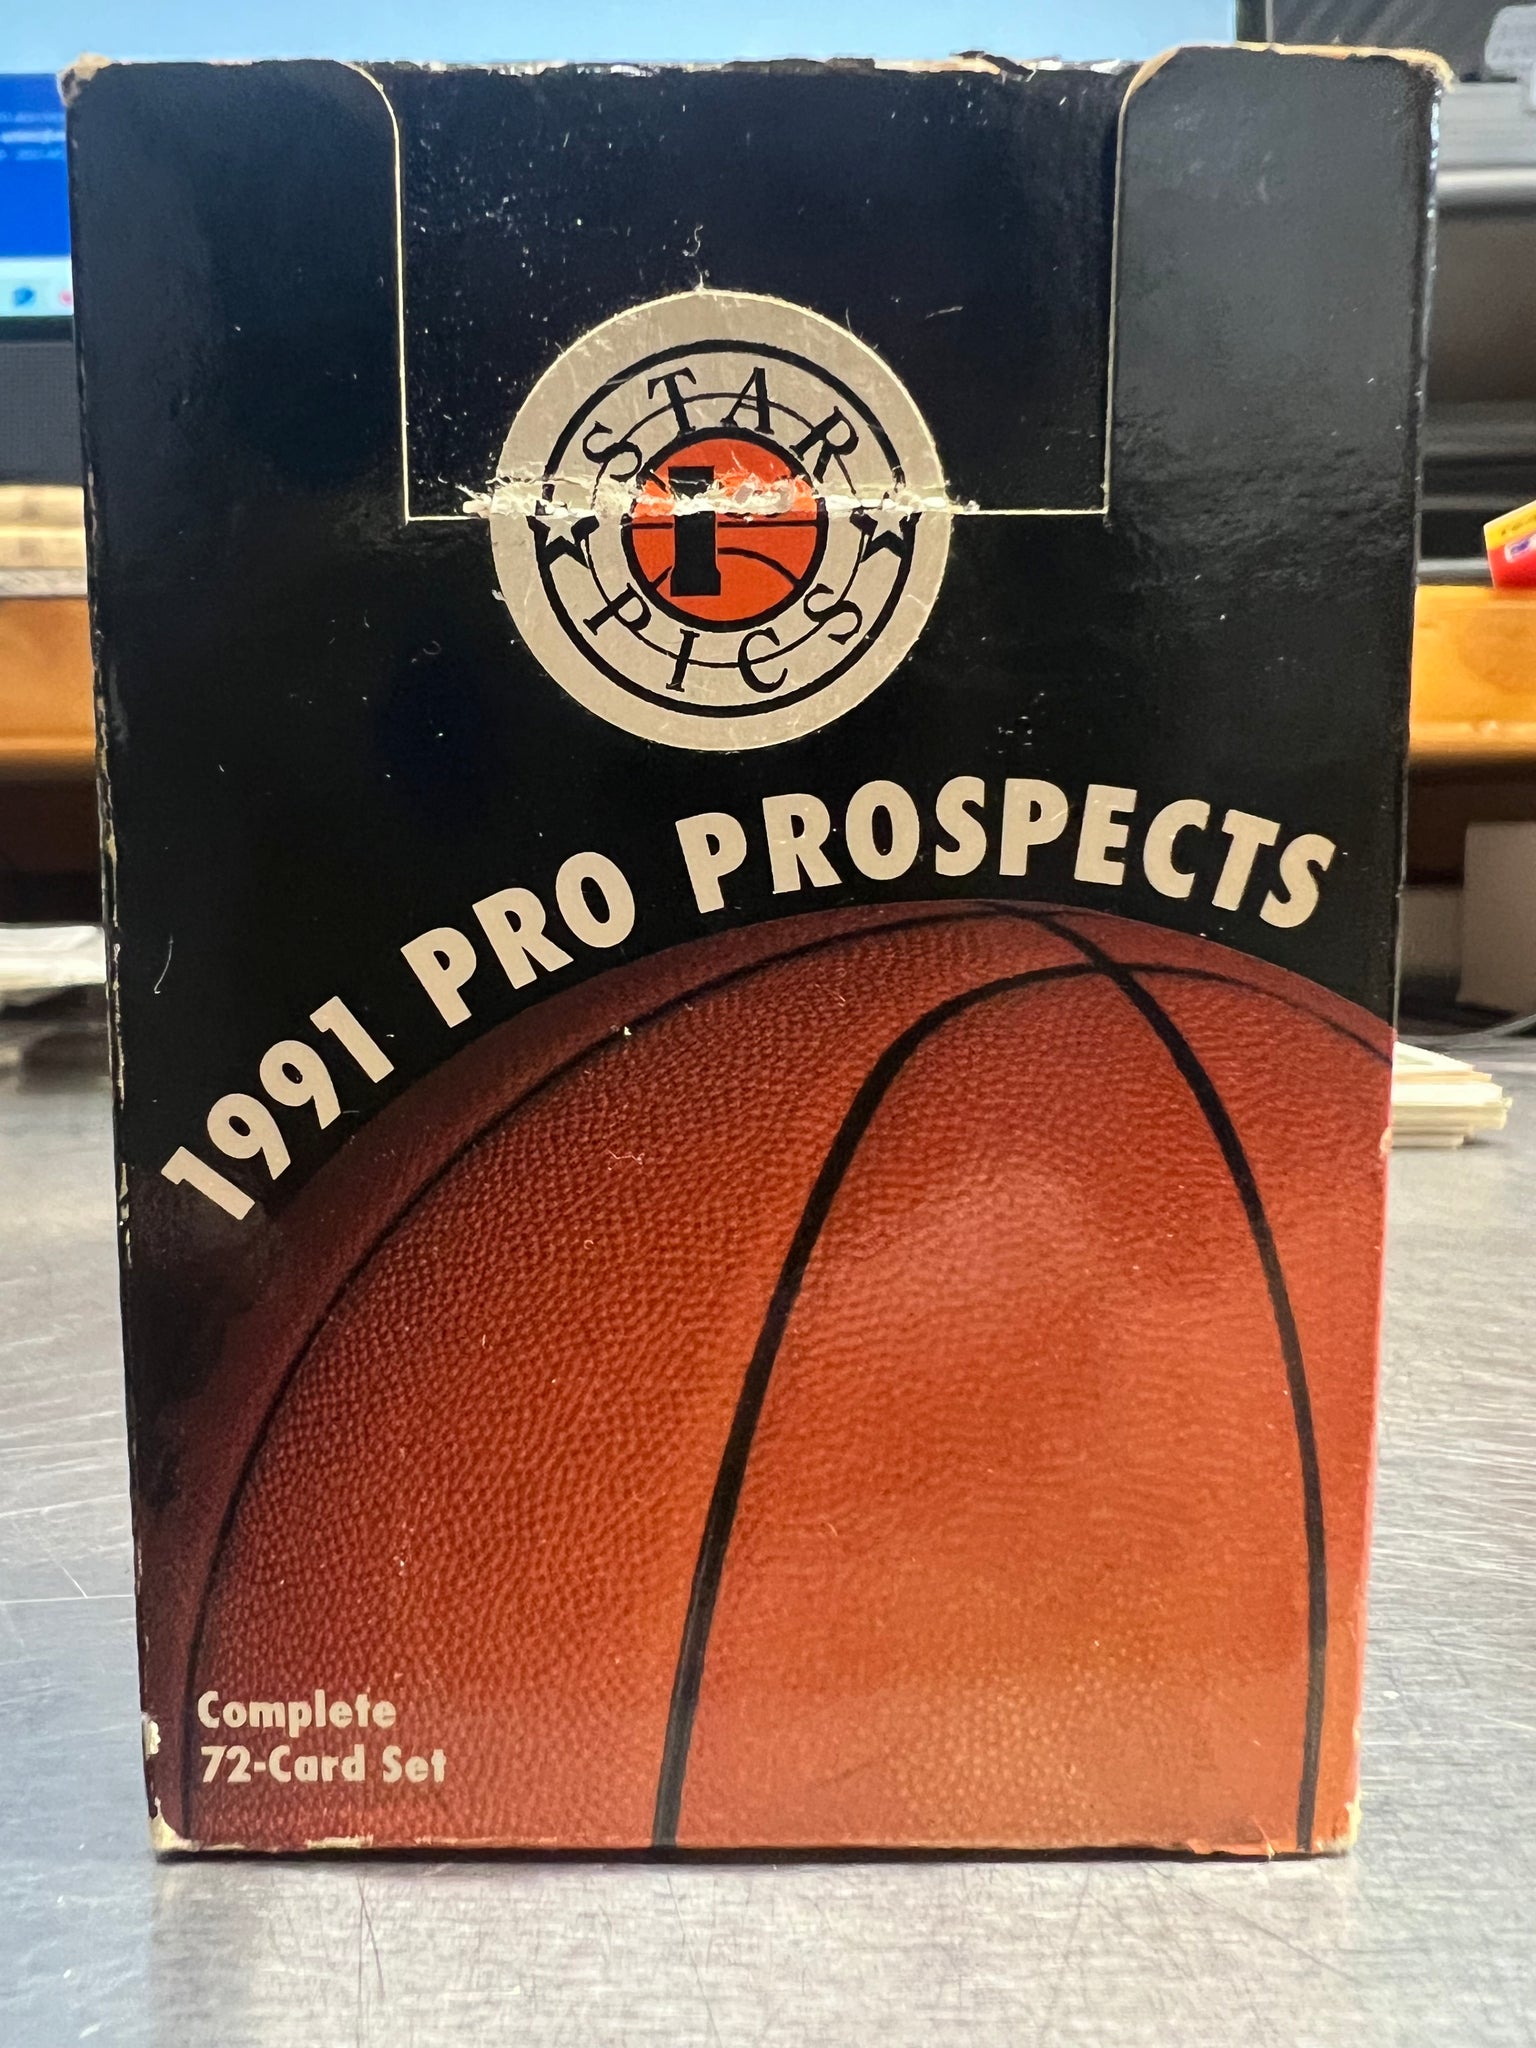 STAR
PICS
1991 PRO PROSPECTS
Complete
72-Card Set